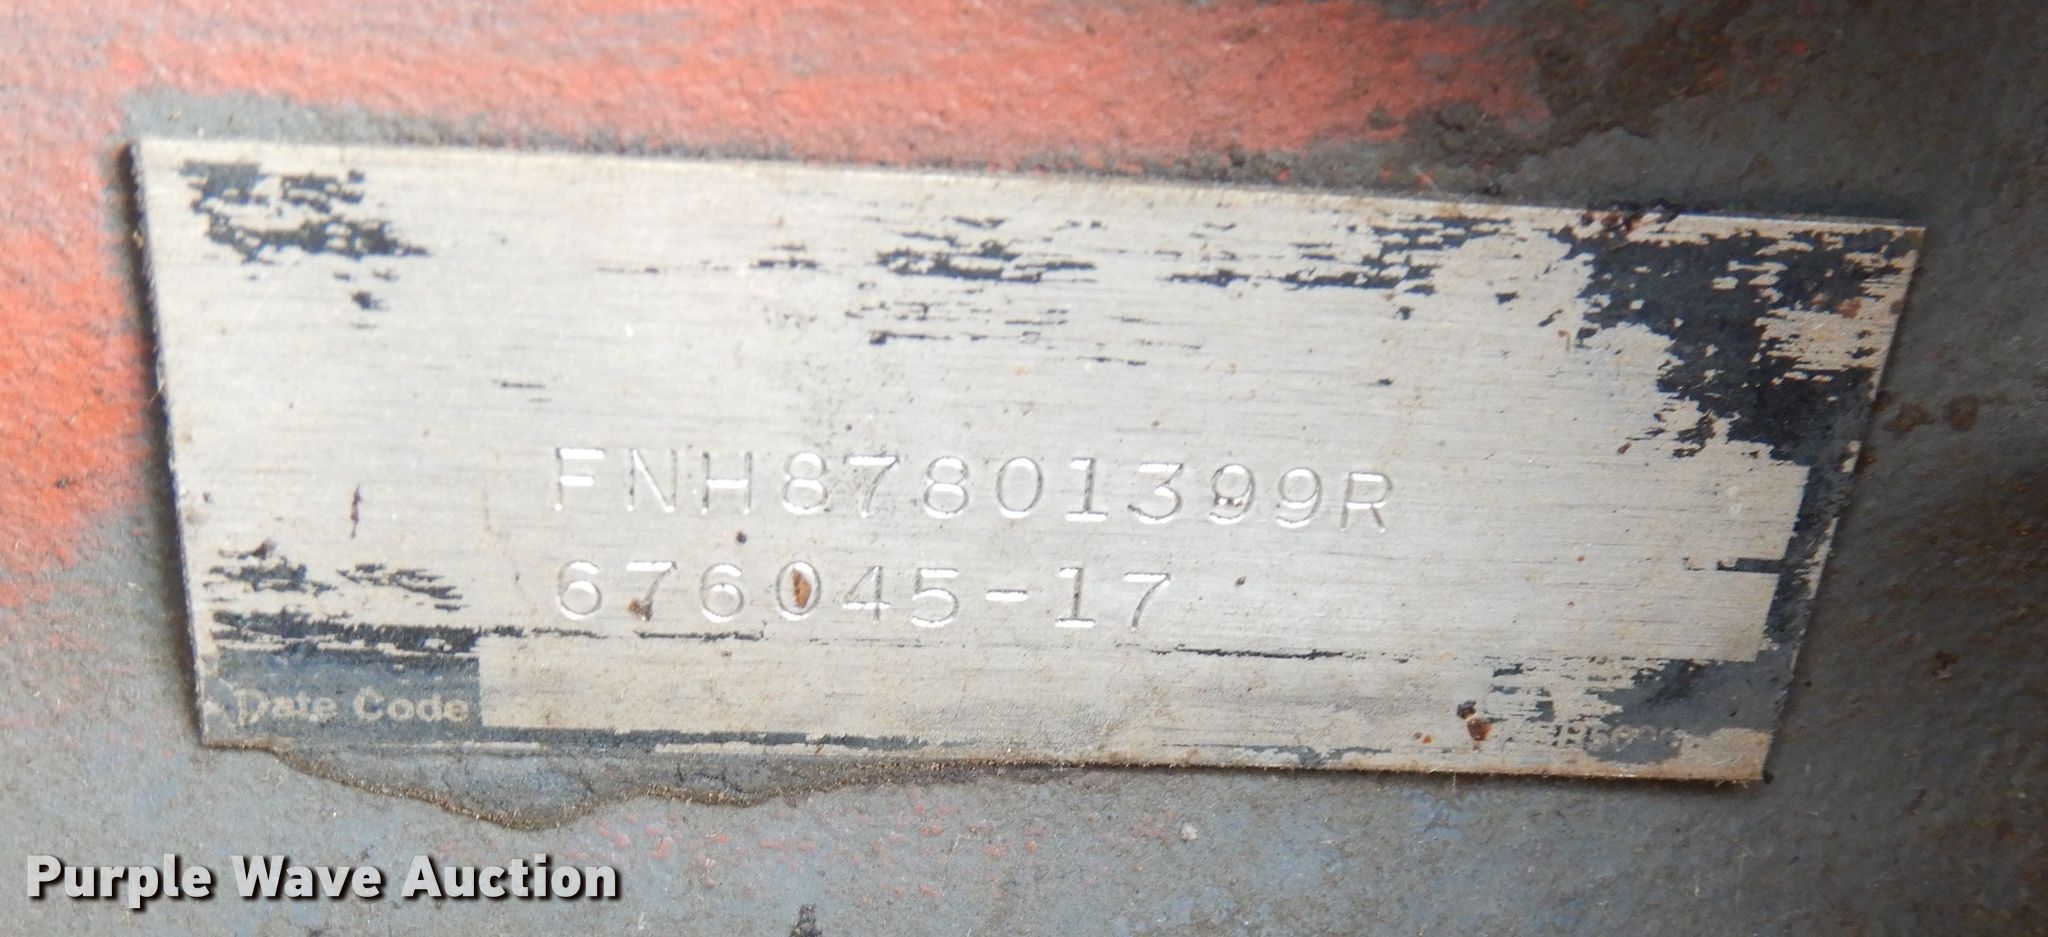 FNH87801399R
676045-17
Date Code
Purple Wave Auction